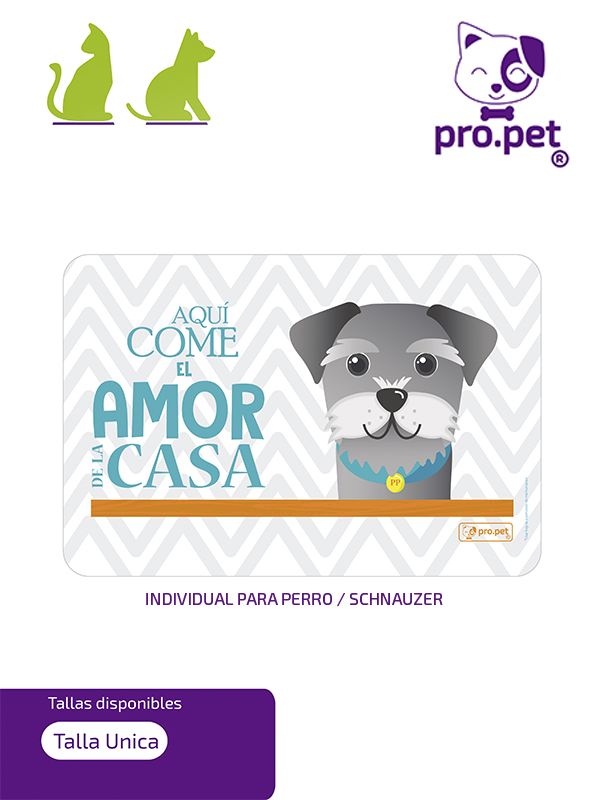 pro.pet
®
AQUÍ
COME
EL
AMOR
DE LA
CASA
PP
pro.pet
INDIVIDUAL PARA PERRO / SCHNAUZER
Tallas disponibles
Talla Unica